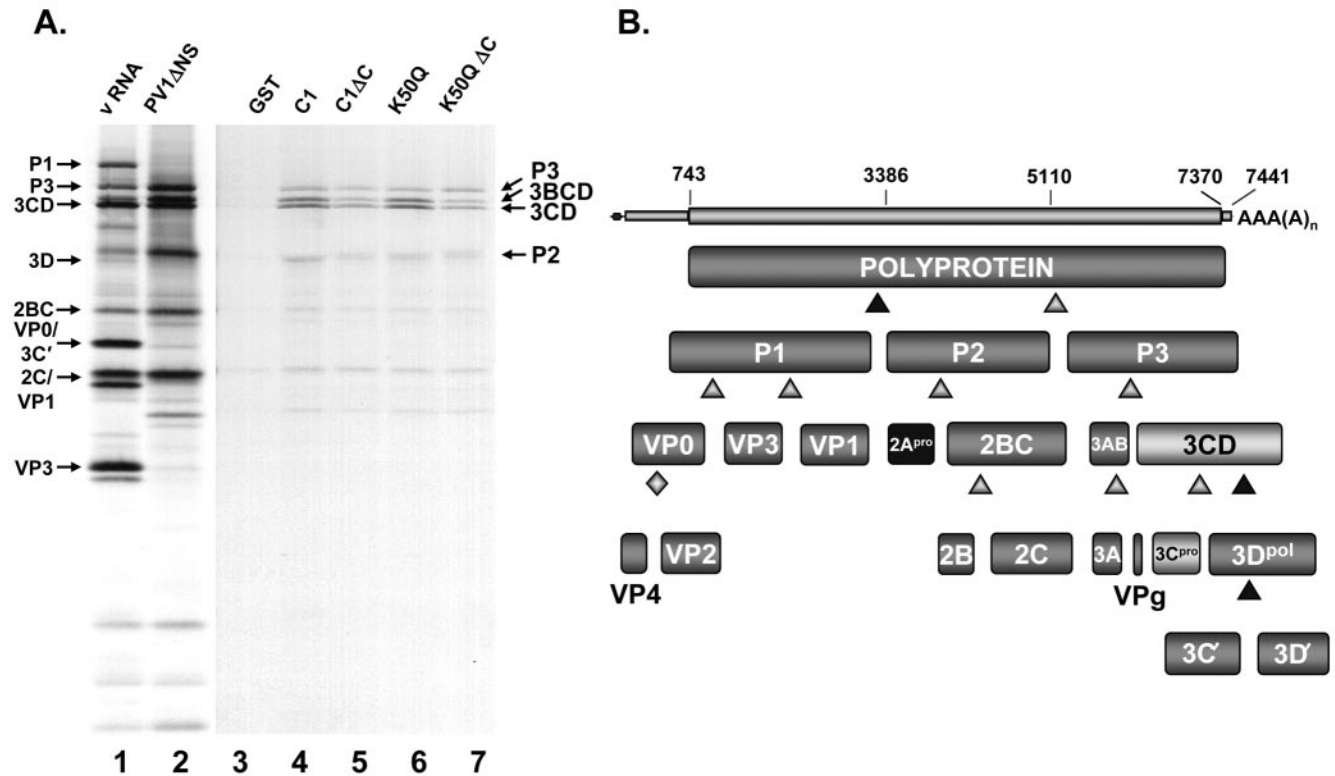 A.
v RNA
PV1ΔNS
GST
C1
C1ΔC
K50Q
K50Q ΔC
P1
P3
3CD
3D
2BC
VP0/
3C′
2C/
VP1
VP3
P3
3BCD
3CD
P2
1 2 3 4 5 6 7
B.
743 3386 5110 7370 7441
AAA(A)n
POLYPROTEIN
P1 P2 P3
VP0 VP3 VP1 2Apro 2BC 3AB 3CD
VP2 2B 2C 3A 3Cpro 3Dpol
VP4 VPg
3C′ 3D′